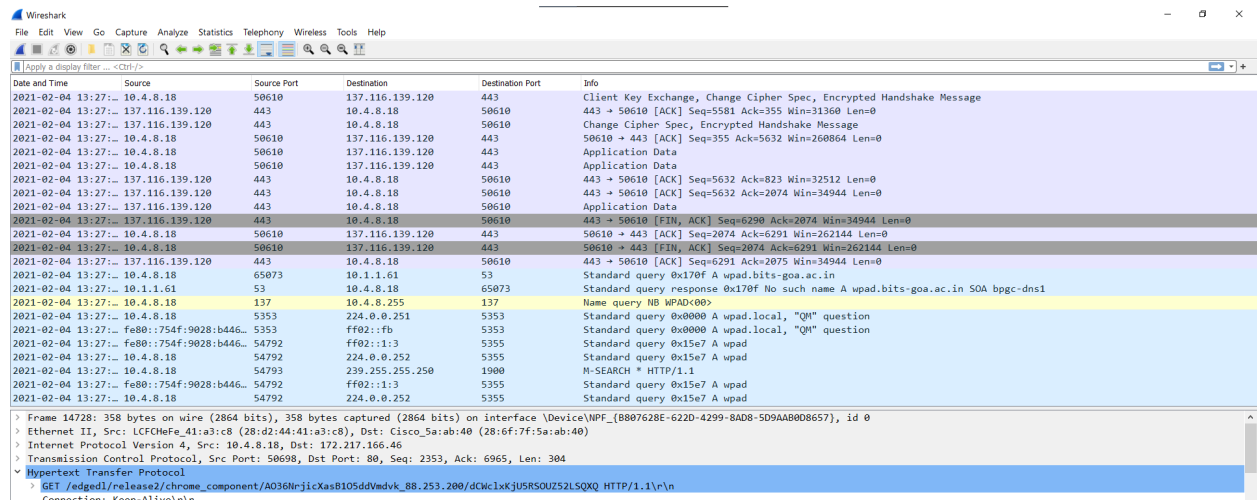 Wireshark
File Edit View Go Capture Analyze Statistics Telephony Wireless Tools Help
Apply a display filter ... <Ctrl-/>
Date and Time Source Source Port Destination Destination Port Info
2021-02-04 13:27:… 10.4.8.18 50610 137.116.139.120 443 Client Key Exchange, Change Cipher Spec, Encrypted Handshake Message
2021-02-04 13:27:… 137.116.139.120 443 10.4.8.18 50610 443 → 50610 [ACK] Seq=5581 Ack=355 Win=31360 Len=0
2021-02-04 13:27:… 137.116.139.120 443 10.4.8.18 50610 Change Cipher Spec, Encrypted Handshake Message
2021-02-04 13:27:… 10.4.8.18 50610 137.116.139.120 443 50610 → 443 [ACK] Seq=355 Ack=5632 Win=260864 Len=0
2021-02-04 13:27:… 10.4.8.18 50610 137.116.139.120 443 Application Data
2021-02-04 13:27:… 10.4.8.18 50610 137.116.139.120 443 Application Data
2021-02-04 13:27:… 137.116.139.120 443 10.4.8.18 50610 443 → 50610 [ACK] Seq=5632 Ack=823 Win=32512 Len=0
2021-02-04 13:27:… 137.116.139.120 443 10.4.8.18 50610 443 → 50610 [ACK] Seq=5632 Ack=2074 Win=34944 Len=0
2021-02-04 13:27:… 137.116.139.120 443 10.4.8.18 50610 Application Data
2021-02-04 13:27:… 137.116.139.120 443 10.4.8.18 50610 443 → 50610 [FIN, ACK] Seq=6290 Ack=2074 Win=34944 Len=0
2021-02-04 13:27:… 10.4.8.18 50610 137.116.139.120 443 50610 → 443 [ACK] Seq=2074 Ack=6291 Win=262144 Len=0
2021-02-04 13:27:… 10.4.8.18 50610 137.116.139.120 443 50610 → 443 [FIN, ACK] Seq=2074 Ack=6291 Win=262144 Len=0
2021-02-04 13:27:… 137.116.139.120 443 10.4.8.18 50610 443 → 50610 [ACK] Seq=6291 Ack=2075 Win=34944 Len=0
2021-02-04 13:27:… 10.4.8.18 65073 10.1.1.61 53 Standard query 0x170f A wpad.bits-goa.ac.in
2021-02-04 13:27:… 10.1.1.61 53 10.4.8.18 65073 Standard query response 0x170f No such name A wpad.bits-goa.ac.in SOA bpgc-dns1
2021-02-04 13:27:… 10.4.8.18 137 10.4.8.255 137 Name query NB WPAD<00>
2021-02-04 13:27:… 10.4.8.18 5353 224.0.0.251 5353 Standard query 0x0000 A wpad.local, "QM" question
2021-02-04 13:27:… fe80::754f:9028:b446… 5353 ff02::fb 5353 Standard query 0x0000 A wpad.local, "QM" question
2021-02-04 13:27:… fe80::754f:9028:b446… 54792 ff02::1:3 5355 Standard query 0x15e7 A wpad
2021-02-04 13:27:… 10.4.8.18 54792 224.0.0.252 5355 Standard query 0x15e7 A wpad
2021-02-04 13:27:… 10.4.8.18 54793 239.255.255.250 1900 M-SEARCH * HTTP/1.1
2021-02-04 13:27:… fe80::754f:9028:b446… 54792 ff02::1:3 5355 Standard query 0x15e7 A wpad
2021-02-04 13:27:… 10.4.8.18 54792 224.0.0.252 5355 Standard query 0x15e7 A wpad
Frame 14728: 358 bytes on wire (2864 bits), 358 bytes captured (2864 bits) on interface \Device\NPF_{B807628E-622D-4299-8AD8-5D9AAB0D8657}, id 0
Ethernet II, Src: LCFCHeFe_41:a3:c8 (28:d2:44:41:a3:c8), Dst: Cisco_5a:ab:40 (28:6f:7f:5a:ab:40)
Internet Protocol Version 4, Src: 10.4.8.18, Dst: 172.217.166.46
Transmission Control Protocol, Src Port: 50698, Dst Port: 80, Seq: 2353, Ack: 6965, Len: 304
Hypertext Transfer Protocol
GET /edgedl/release2/chrome_component/AO36NrjicXasB1O5ddVmdvk_88.253.200/dCWclxKjU5RSOUZ52LSQXQ HTTP/1.1\r\n
Connection: Keep-Alive\r\n